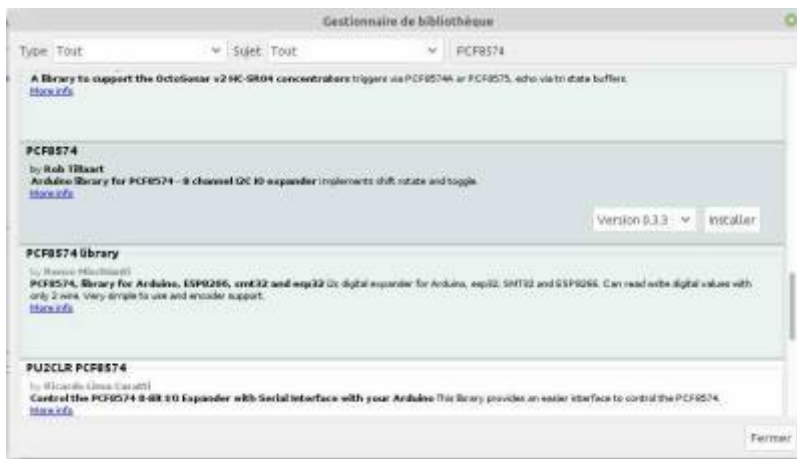 Gestionnaire de bibliothèque
Type Tout Sujet Tout PCF8574
A library to support the OctoSonar v2 HC-SR04 concentrators triggers via PCF8574A or PCF8575, echo via tri state buffers.
More info
PCF8574
by Rob Tillaart
Arduino library for PCF8574 - 8 channel I2C IO expander implements shift rotate and toggle.
More info
Version 0.3.3 Installer
PCF8574 library
by Renzo Mischianti
PCF8574, library for Arduino, ESP8266, smt32 and esp32 i2c digital expander for Arduino, esp32, SMT32 and ESP8266. Can read write digital values with
only 2 wire. Very simple to use and encoder support.
More info
PU2CLR PCF8574
by Ricardo Lima Caratti
Control the PCF8574 8-Bit I/O Expander with Serial Interface with your Arduino This library provides an easier interface to control the PCF8574.
More info
Fermer